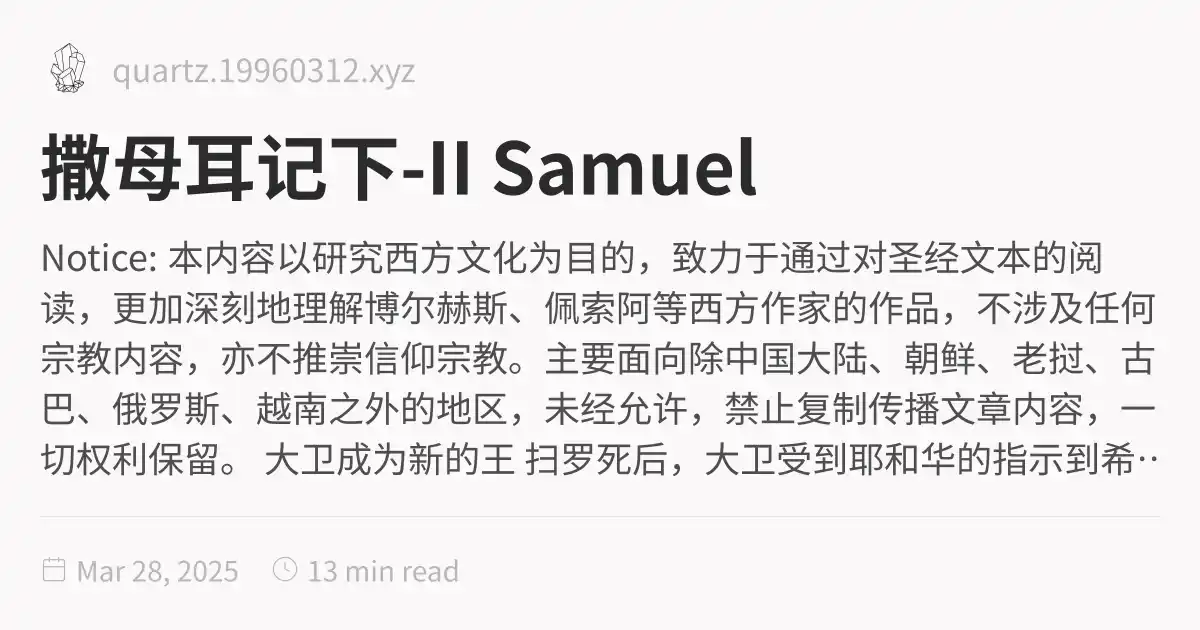 quartz.19960312.xyz
撒母耳记下-II Samuel
Notice: 本内容以研究西方文化为目的，致力于通过对圣经文本的阅
读，更加深刻地理解博尔赫斯、佩索阿等西方作家的作品，不涉及任何
宗教内容，亦不推崇信仰宗教。主要面向除中国大陆、朝鲜、老挝、古
巴、俄罗斯、越南之外的地区，未经允许，禁止复制传播文章内容，一
切权利保留。 大卫成为新的王 扫罗死后，大卫受到耶和华的指示到希··
Mar 28, 2025 13 min read